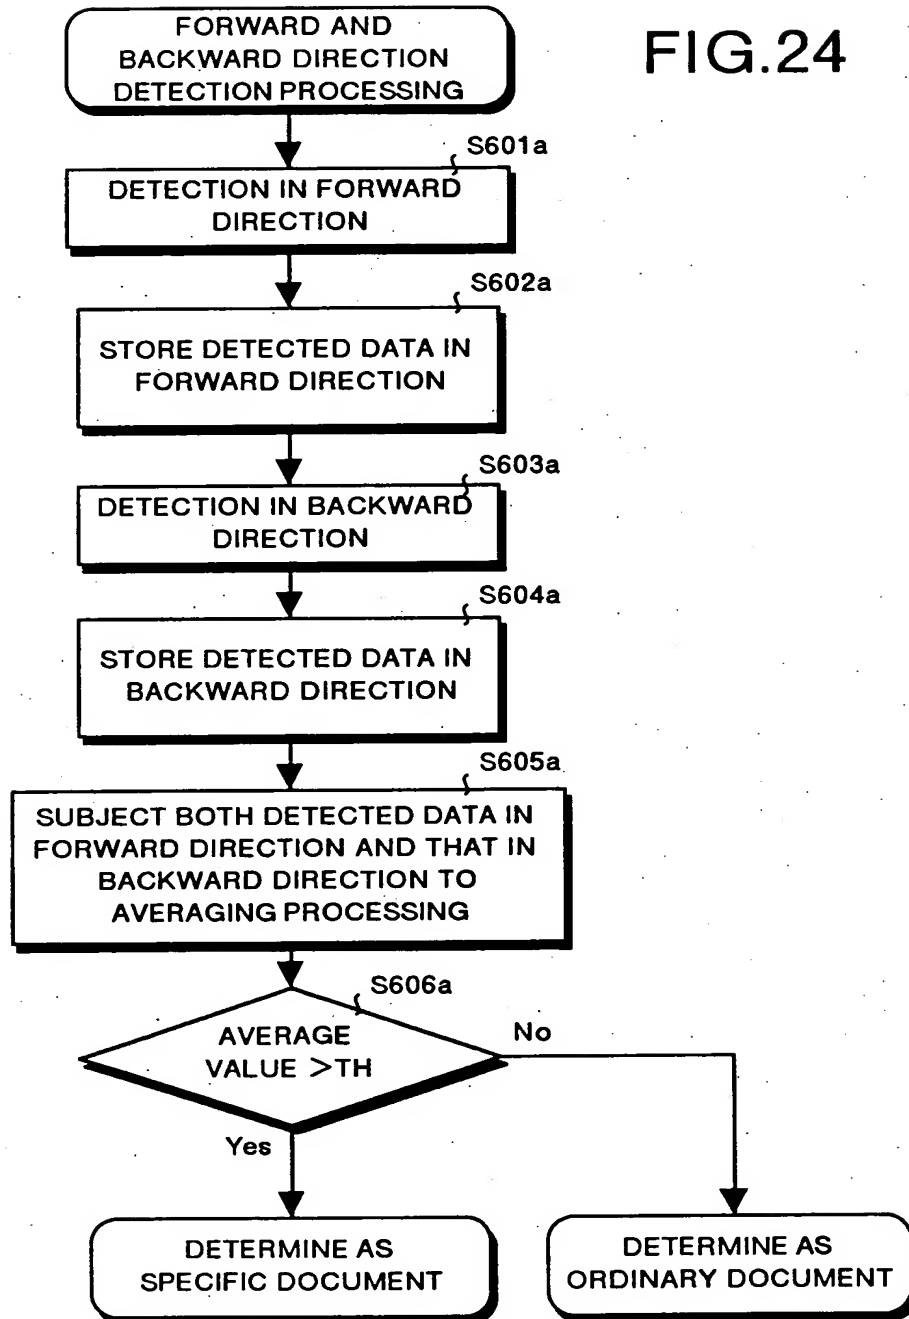 FORWARD AND
BACKWARD DIRECTION
DETECTION PROCESSING
FIG.24
S601a
DETECTION IN FORWARD
DIRECTION
S602a
STORE DETECTED DATA IN
FORWARD DIRECTION
S603a
DETECTION IN BACKWARD
DIRECTION
S604a
STORE DETECTED DATA IN
BACKWARD DIRECTION
S605a
SUBJECT BOTH DETECTED DATA IN
FORWARD DIRECTION AND THAT IN
BACKWARD DIRECTION TO
AVERAGING PROCESSING
S606a
AVERAGE
VALUE >TH
No
Yes
DETERMINE AS
SPECIFIC DOCUMENT
DETERMINE AS
ORDINARY DOCUMENT